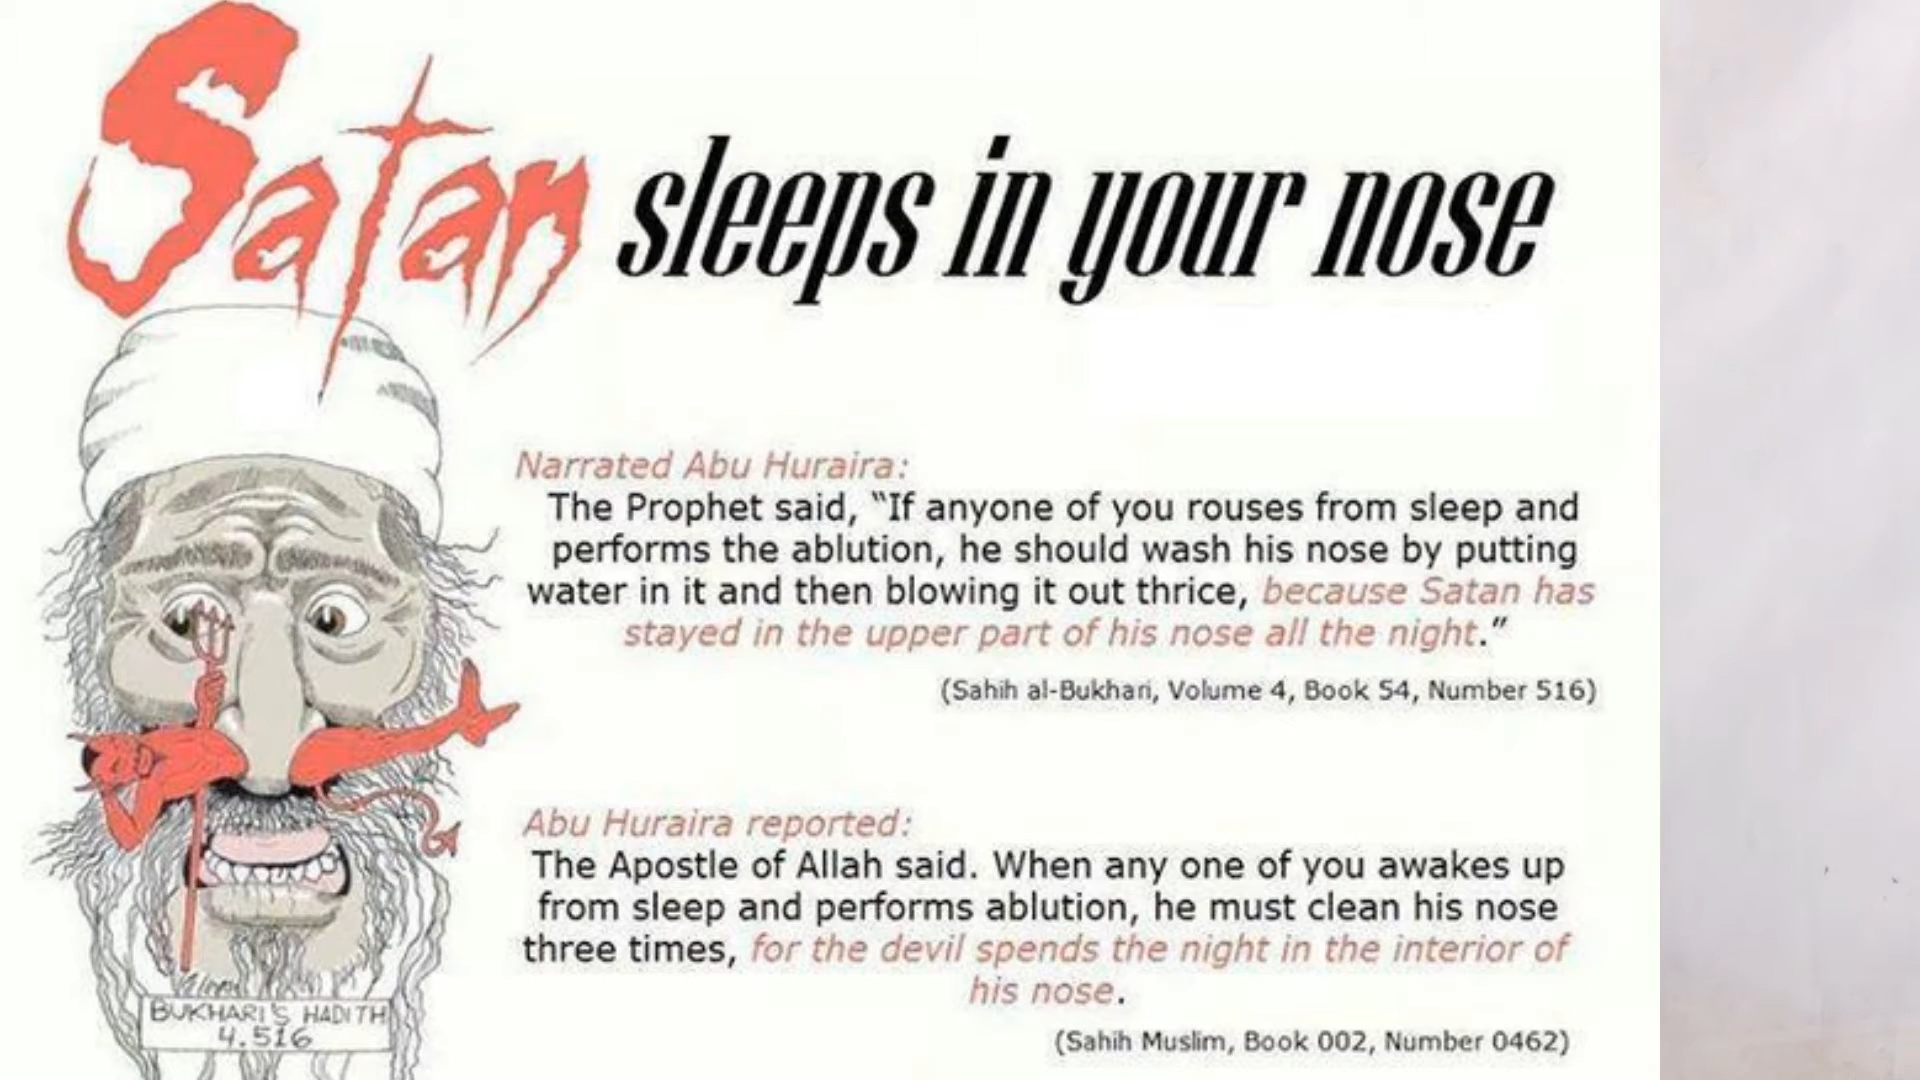 Satan sleeps in your nose
Narrated Abu Huraira:
The Prophet said, “If anyone of you rouses from sleep and
performs the ablution, he should wash his nose by putting
water in it and then blowing it out thrice, because Satan has
stayed in the upper part of his nose all the night.”
(Sahih al-Bukhari, Volume 4, Book 54, Number 516)
Abu Huraira reported:
The Apostle of Allah said. When any one of you awakes up
from sleep and performs ablution, he must clean his nose
three times, for the devil spends the night in the interior of
his nose.
(Sahih Muslim, Book 002, Number 0462)
BUKHARI'S HADITH
4.516